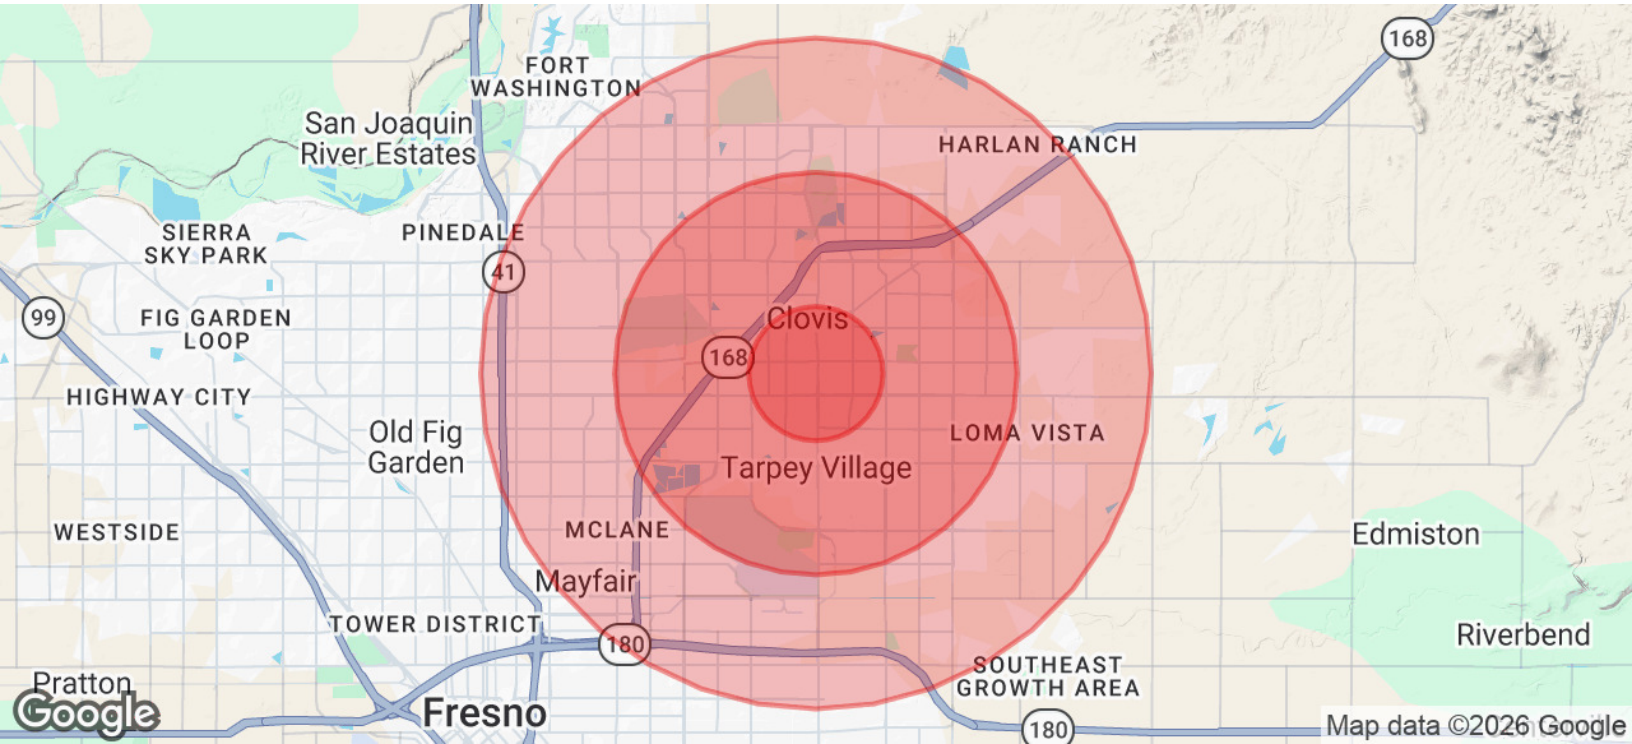 168
FORT
WASHINGTON
San Joaquin
River Estates
HARLAN RANCH
SIERRA
SKY PARK
PINEDALE
41
99
FIG GARDEN
LOOP
Clovis
168
HIGHWAY CITY
Old Fig
Garden
LOMA VISTA
Tarpey Village
WESTSIDE
MCLANE
Edmiston
Mayfair
TOWER DISTRICT
180
Riverbend
SOUTHEAST
GROWTH AREA
Pratton
Google
Fresno
180
Map data ©2026 Google